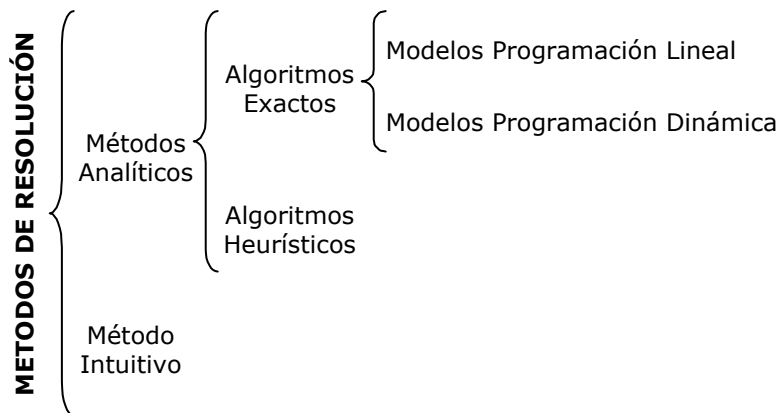 METODOS DE RESOLUCIÓN
Métodos
Analíticos
Algoritmos
Exactos
Modelos Programación Lineal
Modelos Programación Dinámica
Algoritmos
Heurísticos
Método
Intuitivo